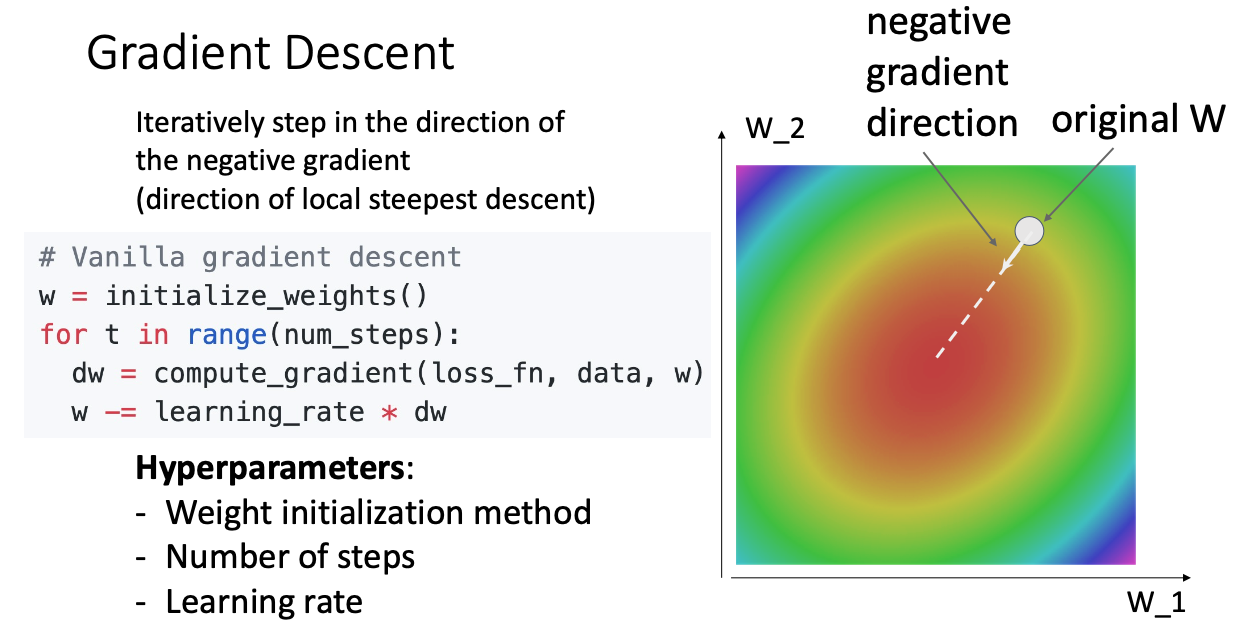 Gradient Descent
Iteratively step in the direction of
the negative gradient
(direction of local steepest descent)
# Vanilla gradient descent
w = initialize_weights()
for t in range(num_steps):
  dw = compute_gradient(loss_fn, data, w)
  w -= learning_rate * dw
Hyperparameters:
- Weight initialization method
- Number of steps
- Learning rate
negative
gradient
direction
original W
W_2
W_1